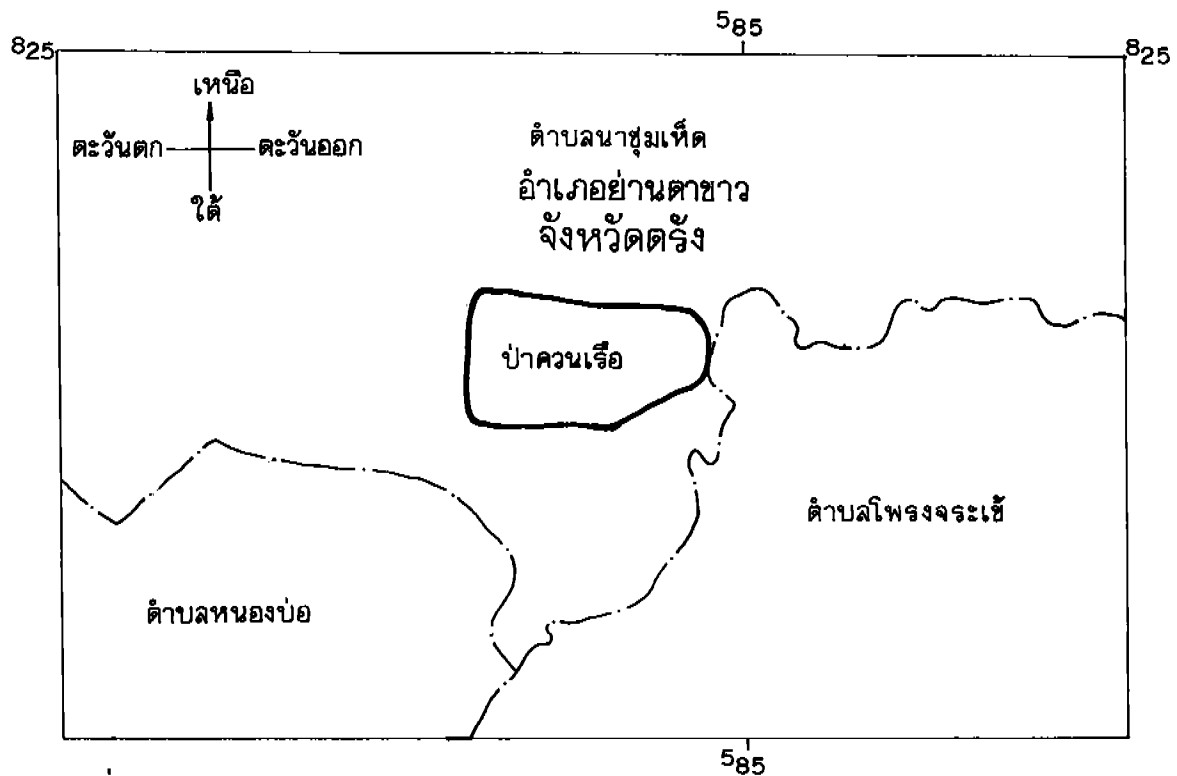 ⁵85
⁸25 ⁸25
เหนือ
ตะวันตก ตะวันออก
ใต้
ตำบลนาชุมเห็ด
อำเภอย่านตาขาว
จังหวัดตรัง
ป่าควนเรือ
ตำบลโพรงจระเข้
ตำบลหนองบ่อ
⁵85